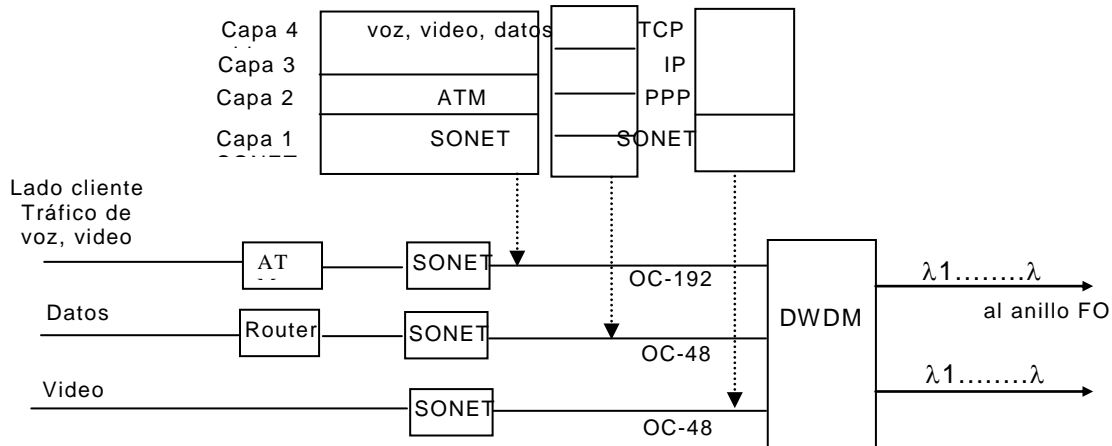 Capa 4 voz, video, datos TCP
Capa 3 IP
Capa 2 ATM PPP
Capa 1 SONET SONET
Lado cliente
Tráfico de
voz, video
AT SONET
OC-192
λ1........λ
al anillo FO
Datos
Router SONET
OC-48
DWDM
λ1........λ
Video
SONET
OC-48